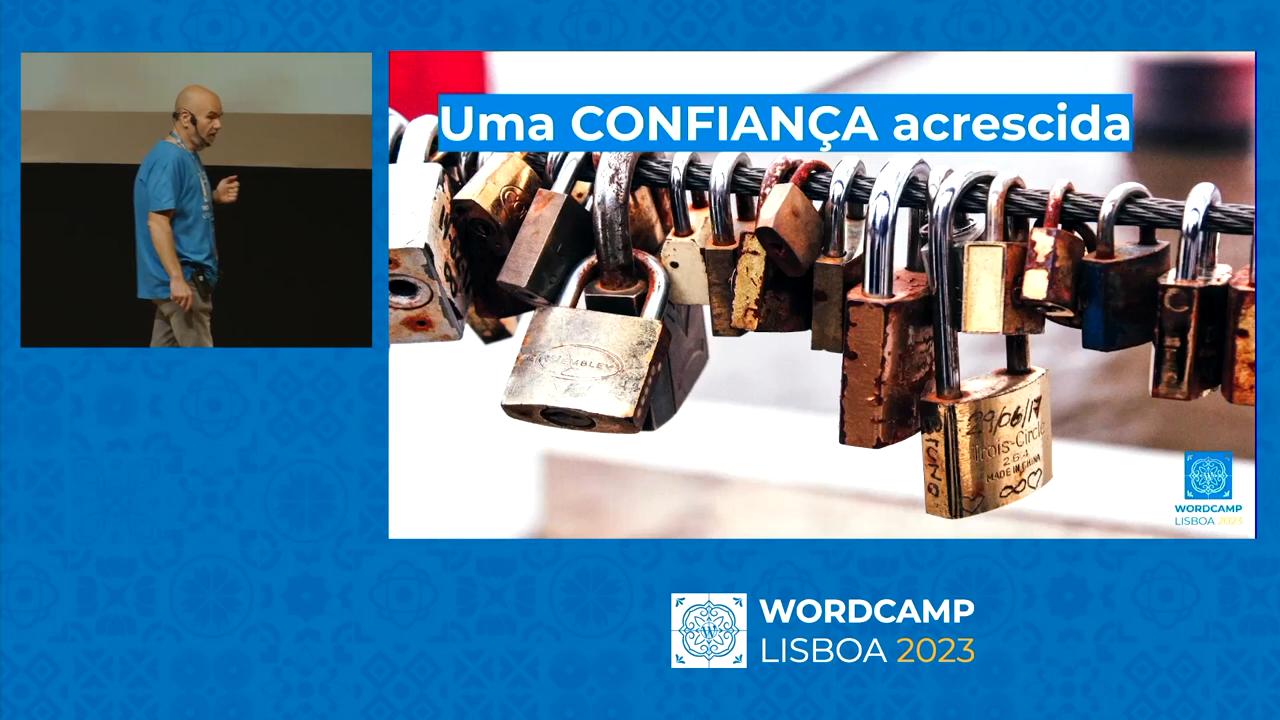 Uma CONFIANÇA acrescida
29/06/17
Trois-Circle
264
MADE IN CHINA
WORDCAMP
LISBOA 2023
WORDCAMP
LISBOA 2023